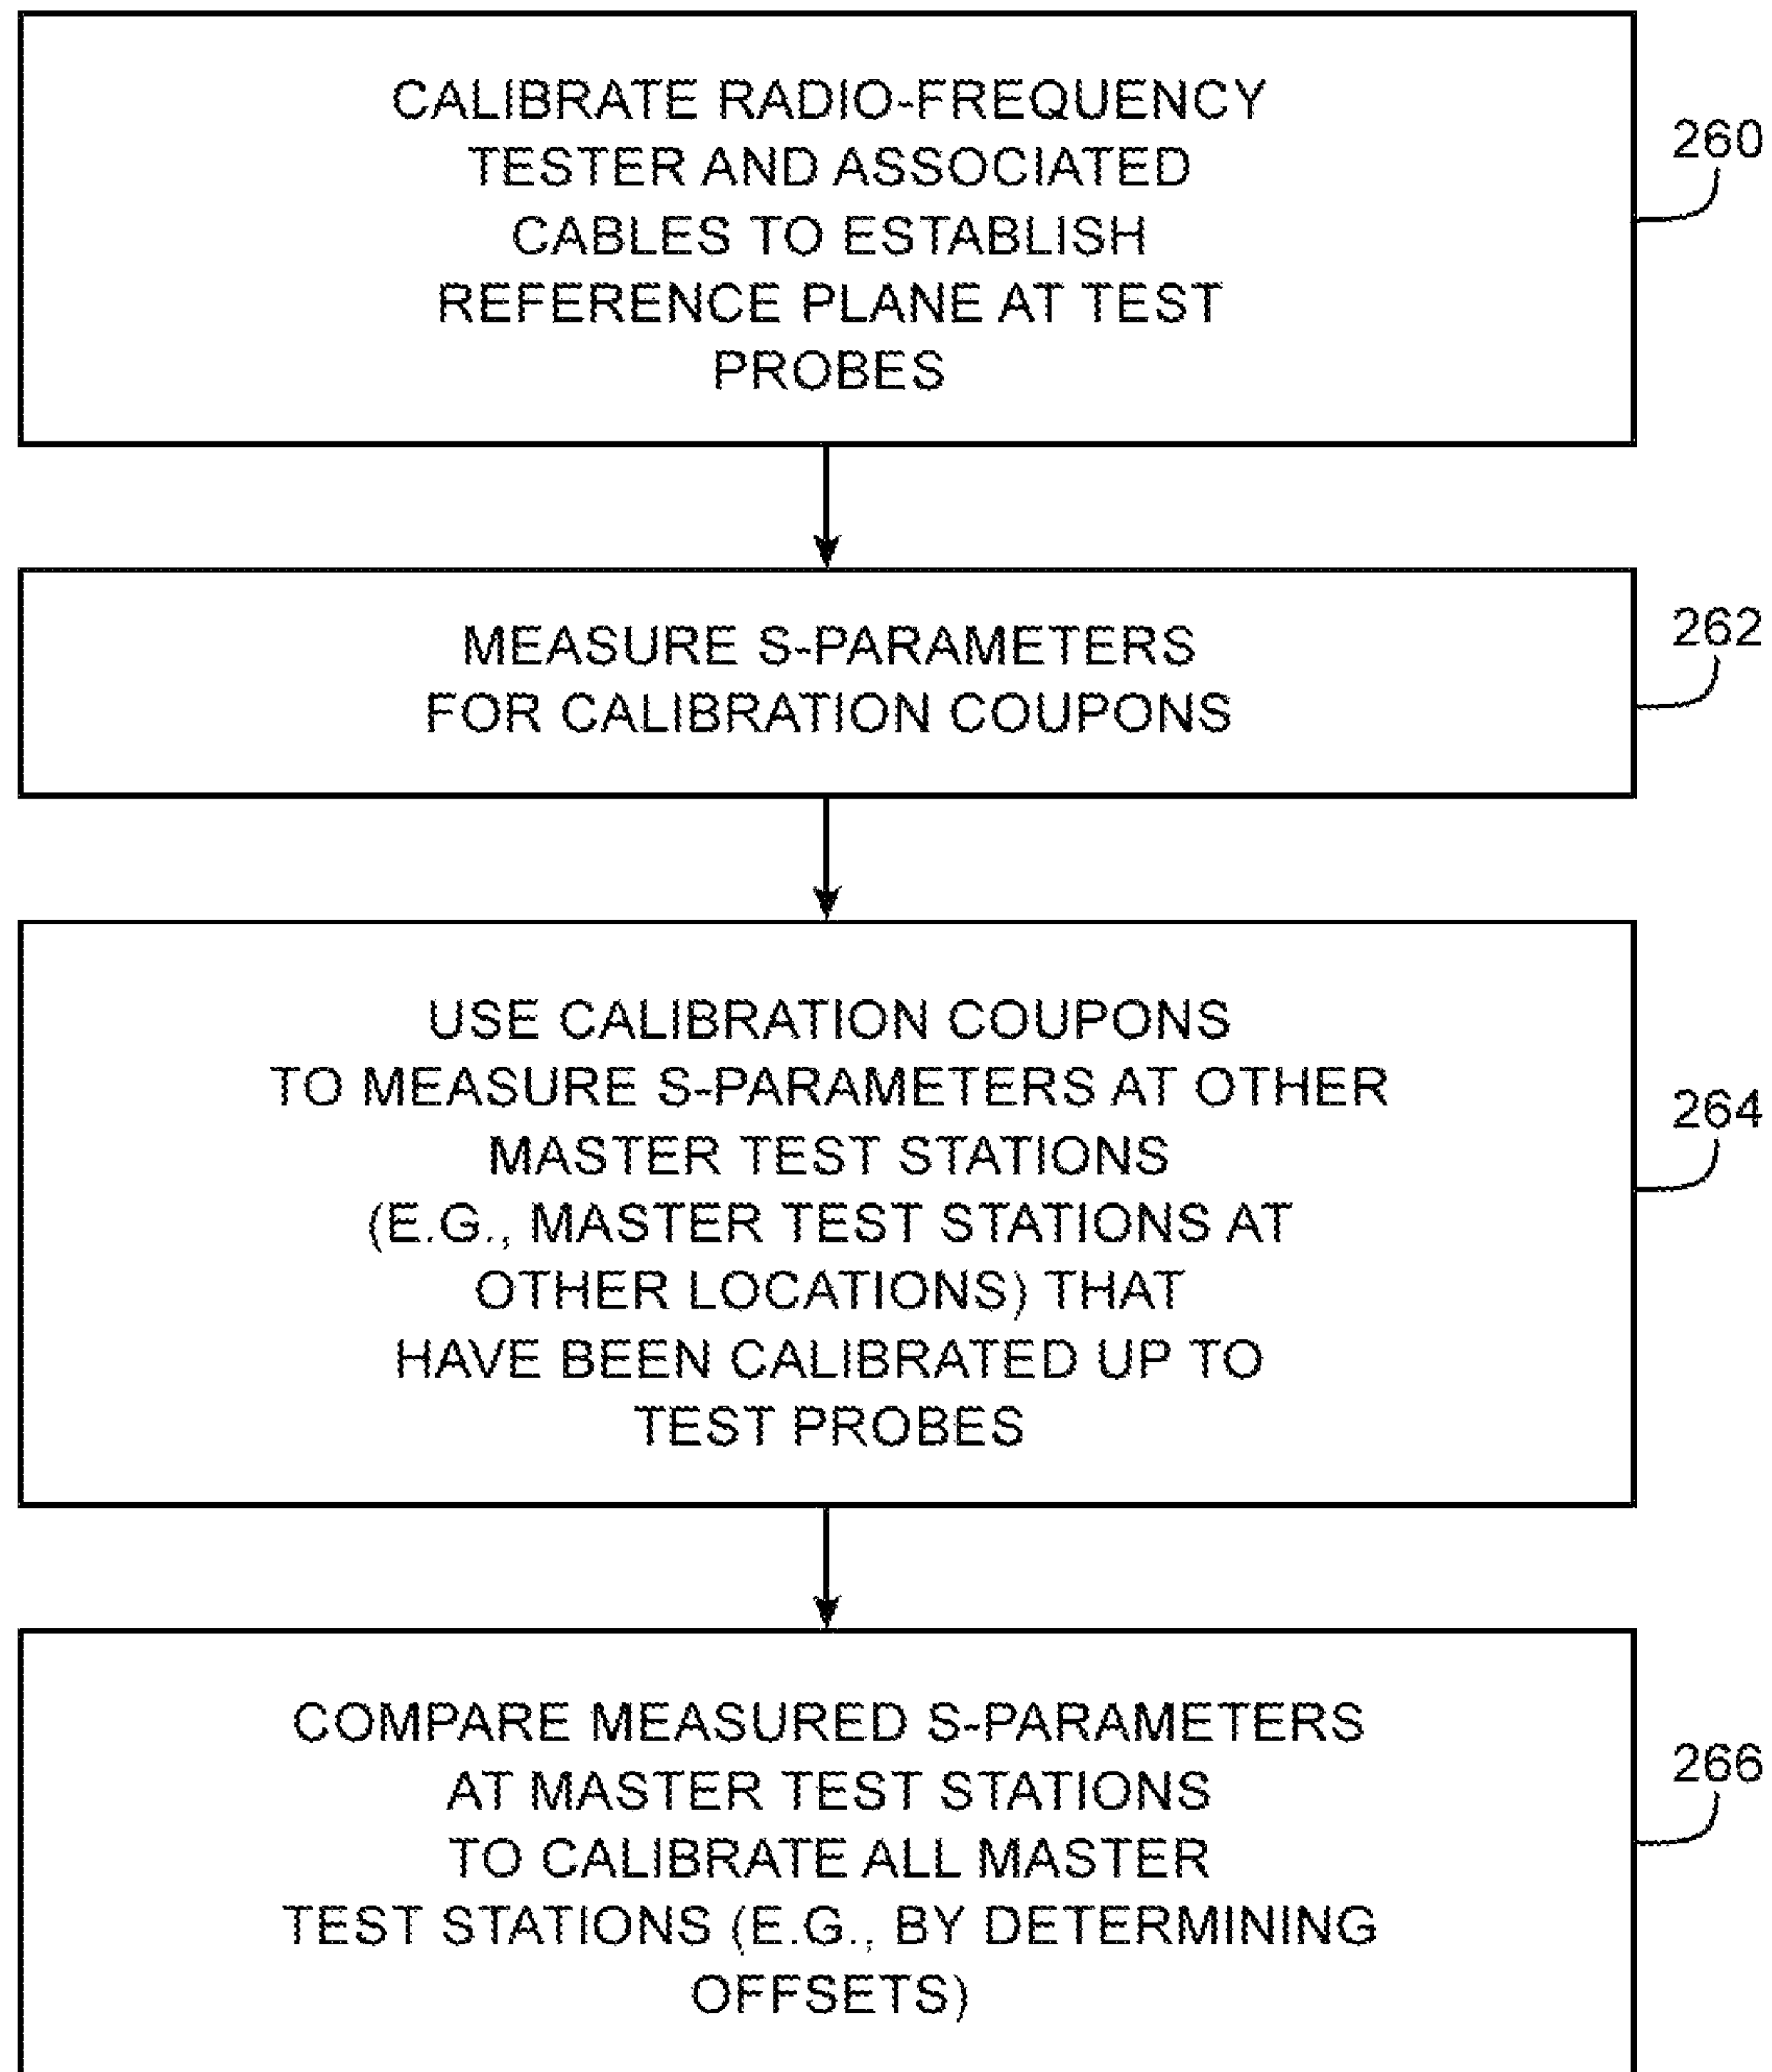 CALIBRATE RADIO-FREQUENCY
TESTER AND ASSOCIATED
CABLES TO ESTABLISH
REFERENCE PLANE AT TEST
PROBES
260
MEASURE S-PARAMETERS
FOR CALIBRATION COUPONS
262
USE CALIBRATION COUPONS
TO MEASURE S-PARAMETERS AT OTHER
MASTER TEST STATIONS
(E.G., MASTER TEST STATIONS AT
OTHER LOCATIONS) THAT
HAVE BEEN CALIBRATED UP TO
TEST PROBES
264
COMPARE MEASURED S-PARAMETERS
AT MASTER TEST STATIONS
TO CALIBRATE ALL MASTER
TEST STATIONS (E.G., BY DETERMINING
OFFSETS)
266